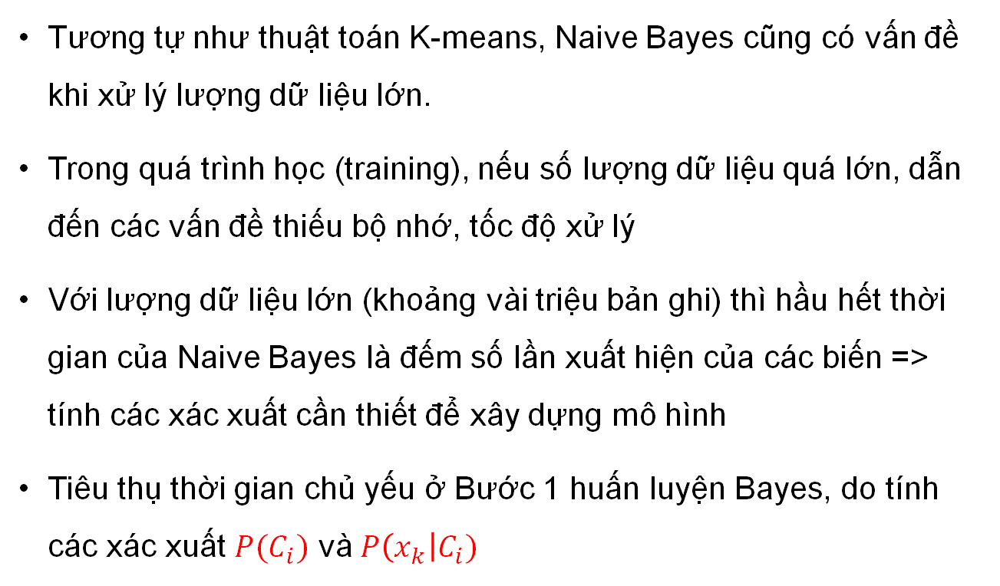 • Tương tự như thuật toán K-means, Naive Bayes cũng có vấn đề
khi xử lý lượng dữ liệu lớn.
• Trong quá trình học (training), nếu số lượng dữ liệu quá lớn, dẫn
đến các vấn đề thiếu bộ nhớ, tốc độ xử lý
• Với lượng dữ liệu lớn (khoảng vài triệu bản ghi) thì hầu hết thời
gian của Naive Bayes là đếm số lần xuất hiện của các biến =>
tính các xác xuất cần thiết để xây dựng mô hình
• Tiêu thụ thời gian chủ yếu ở Bước 1 huấn luyện Bayes, do tính
các xác xuất P(Cᵢ) và P(xₖ|Cᵢ)